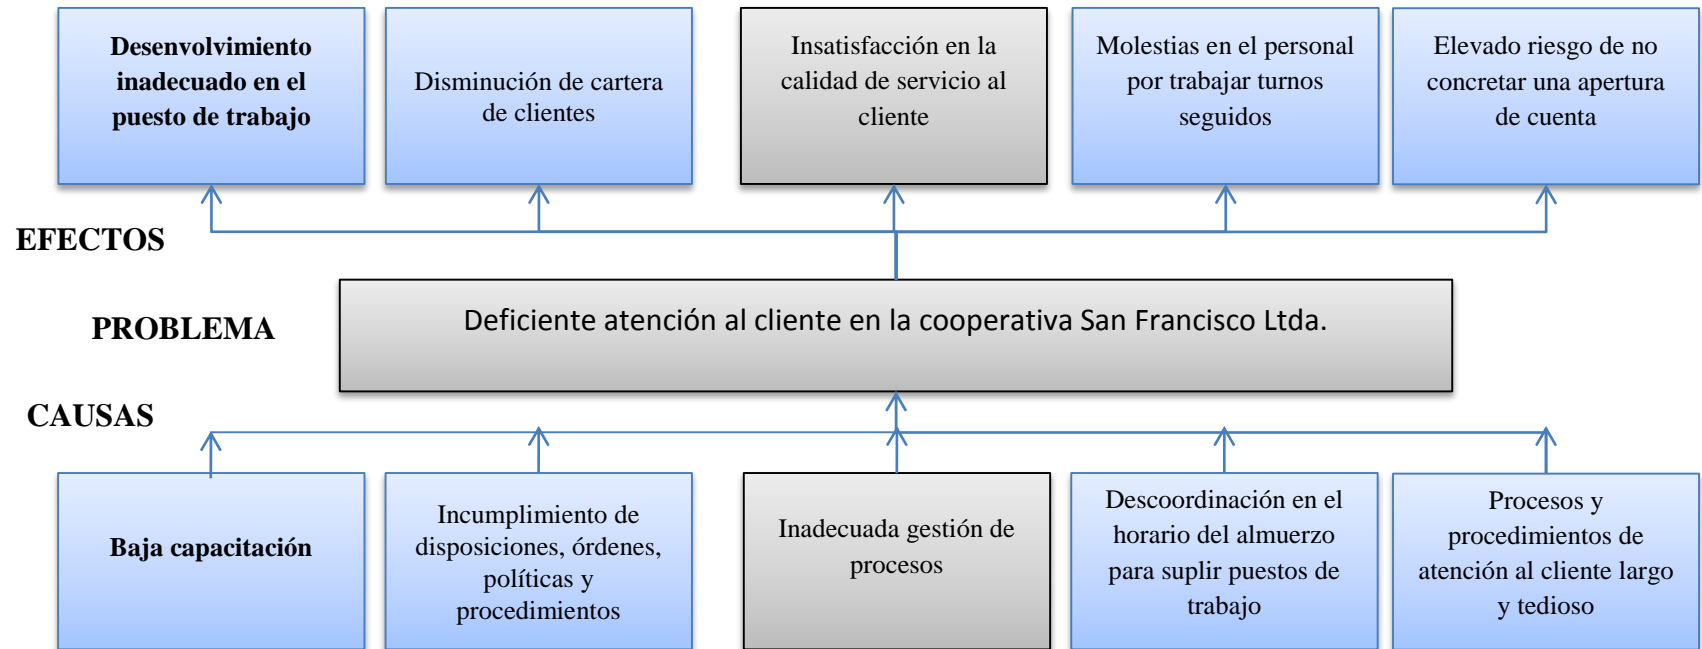 Desenvolvimiento
inadecuado en el
puesto de trabajo
Disminución de cartera
de clientes
Insatisfacción en la
calidad de servicio al
cliente
Molestias en el personal
por trabajar turnos
seguidos
Elevado riesgo de no
concretar una apertura
de cuenta
EFECTOS
PROBLEMA
Deficiente atención al cliente en la cooperativa San Francisco Ltda.
CAUSAS
Baja capacitación
Incumplimiento de
disposiciones, órdenes,
políticas y
procedimientos
Inadecuada gestión de
procesos
Descoordinación en el
horario del almuerzo
para suplir puestos de
trabajo
Procesos y
procedimientos de
atención al cliente largo
y tedioso